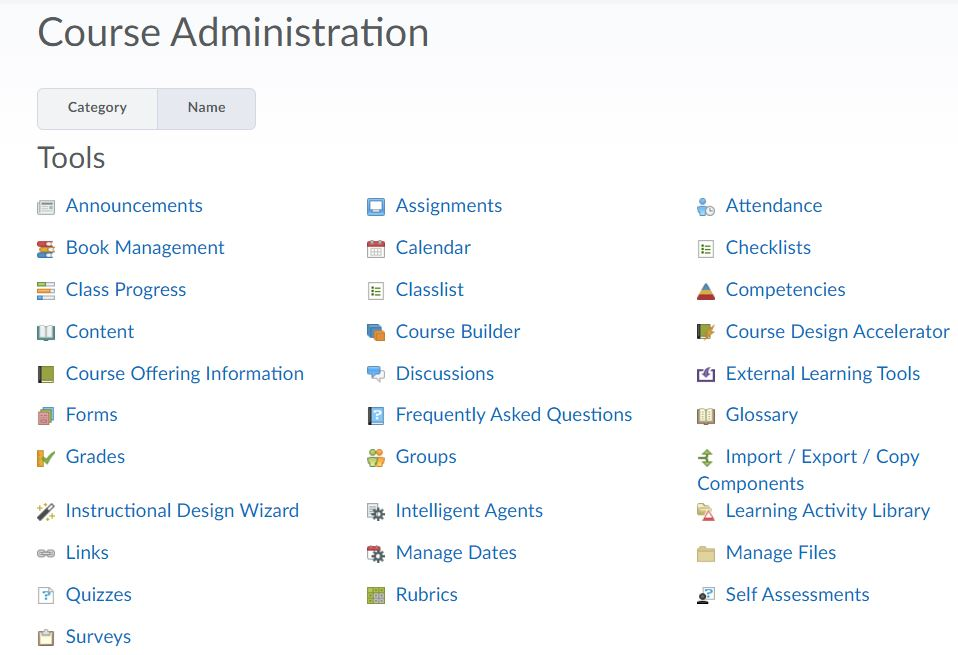 Course Administration
Category Name
Tools
Announcements Assignments Attendance
Book Management Calendar Checklists
Class Progress Classlist Competencies
Content Course Builder Course Design Accelerator
Course Offering Information Discussions External Learning Tools
Forms Frequently Asked Questions Glossary
Grades Groups Import / Export / Copy
Components
Instructional Design Wizard Intelligent Agents Learning Activity Library
Links Manage Dates Manage Files
Quizzes Rubrics Self Assessments
Surveys